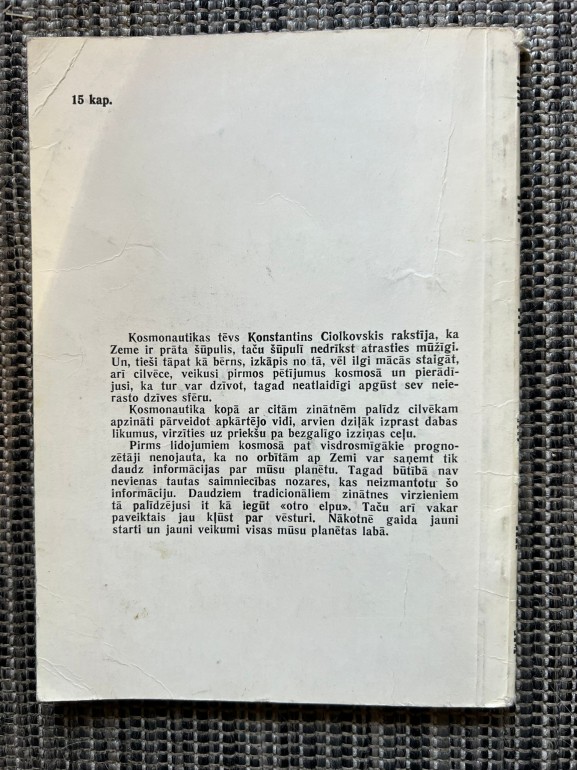 15 kap.
Kosmonautikas tēvs Konstantins Ciolkovskis rakstīja, ka
Zeme ir prāta šūpulis, taču šūpulī nedrīkst atrasties mūžīgi.
Un, tieši tāpat kā bērns, izkāpis no tā, vēl ilgi mācās staigāt,
arī cilvēce, veikusi pirmos pētījumus kosmosā un pierādī-
jusi, ka tur var dzīvot, tagad neatlaidīgi apgūst sev neie-
rasto dzīves sfēru.
Kosmonautika kopā ar citām zinātnēm palīdz cilvēkam
apzināti pārveidot apkārtējo vidi, arvien dziļāk izprast dabas
likumus, virzīties uz priekšu pa bezgalīgo izziņas ceļu.
Pirms lidojumiem kosmosā pat visdrosmīgākie progno-
zētāji nenojauta, ka no orbītām ap Zemi var saņemt tik
daudz informācijas par mūsu planētu. Tagad būtībā nav
nevienas tautas saimniecības nozares, kas neizmantotu šo
informāciju. Daudziem tradicionāliem zinātnes virzieniem
tā palīdzējusi it kā iegūt «otro elpu». Taču arī vakar
paveiktais jau kļūst par vēsturi. Nākotnē gaida jauni
starti un jauni veikumi visas mūsu planētas labā.